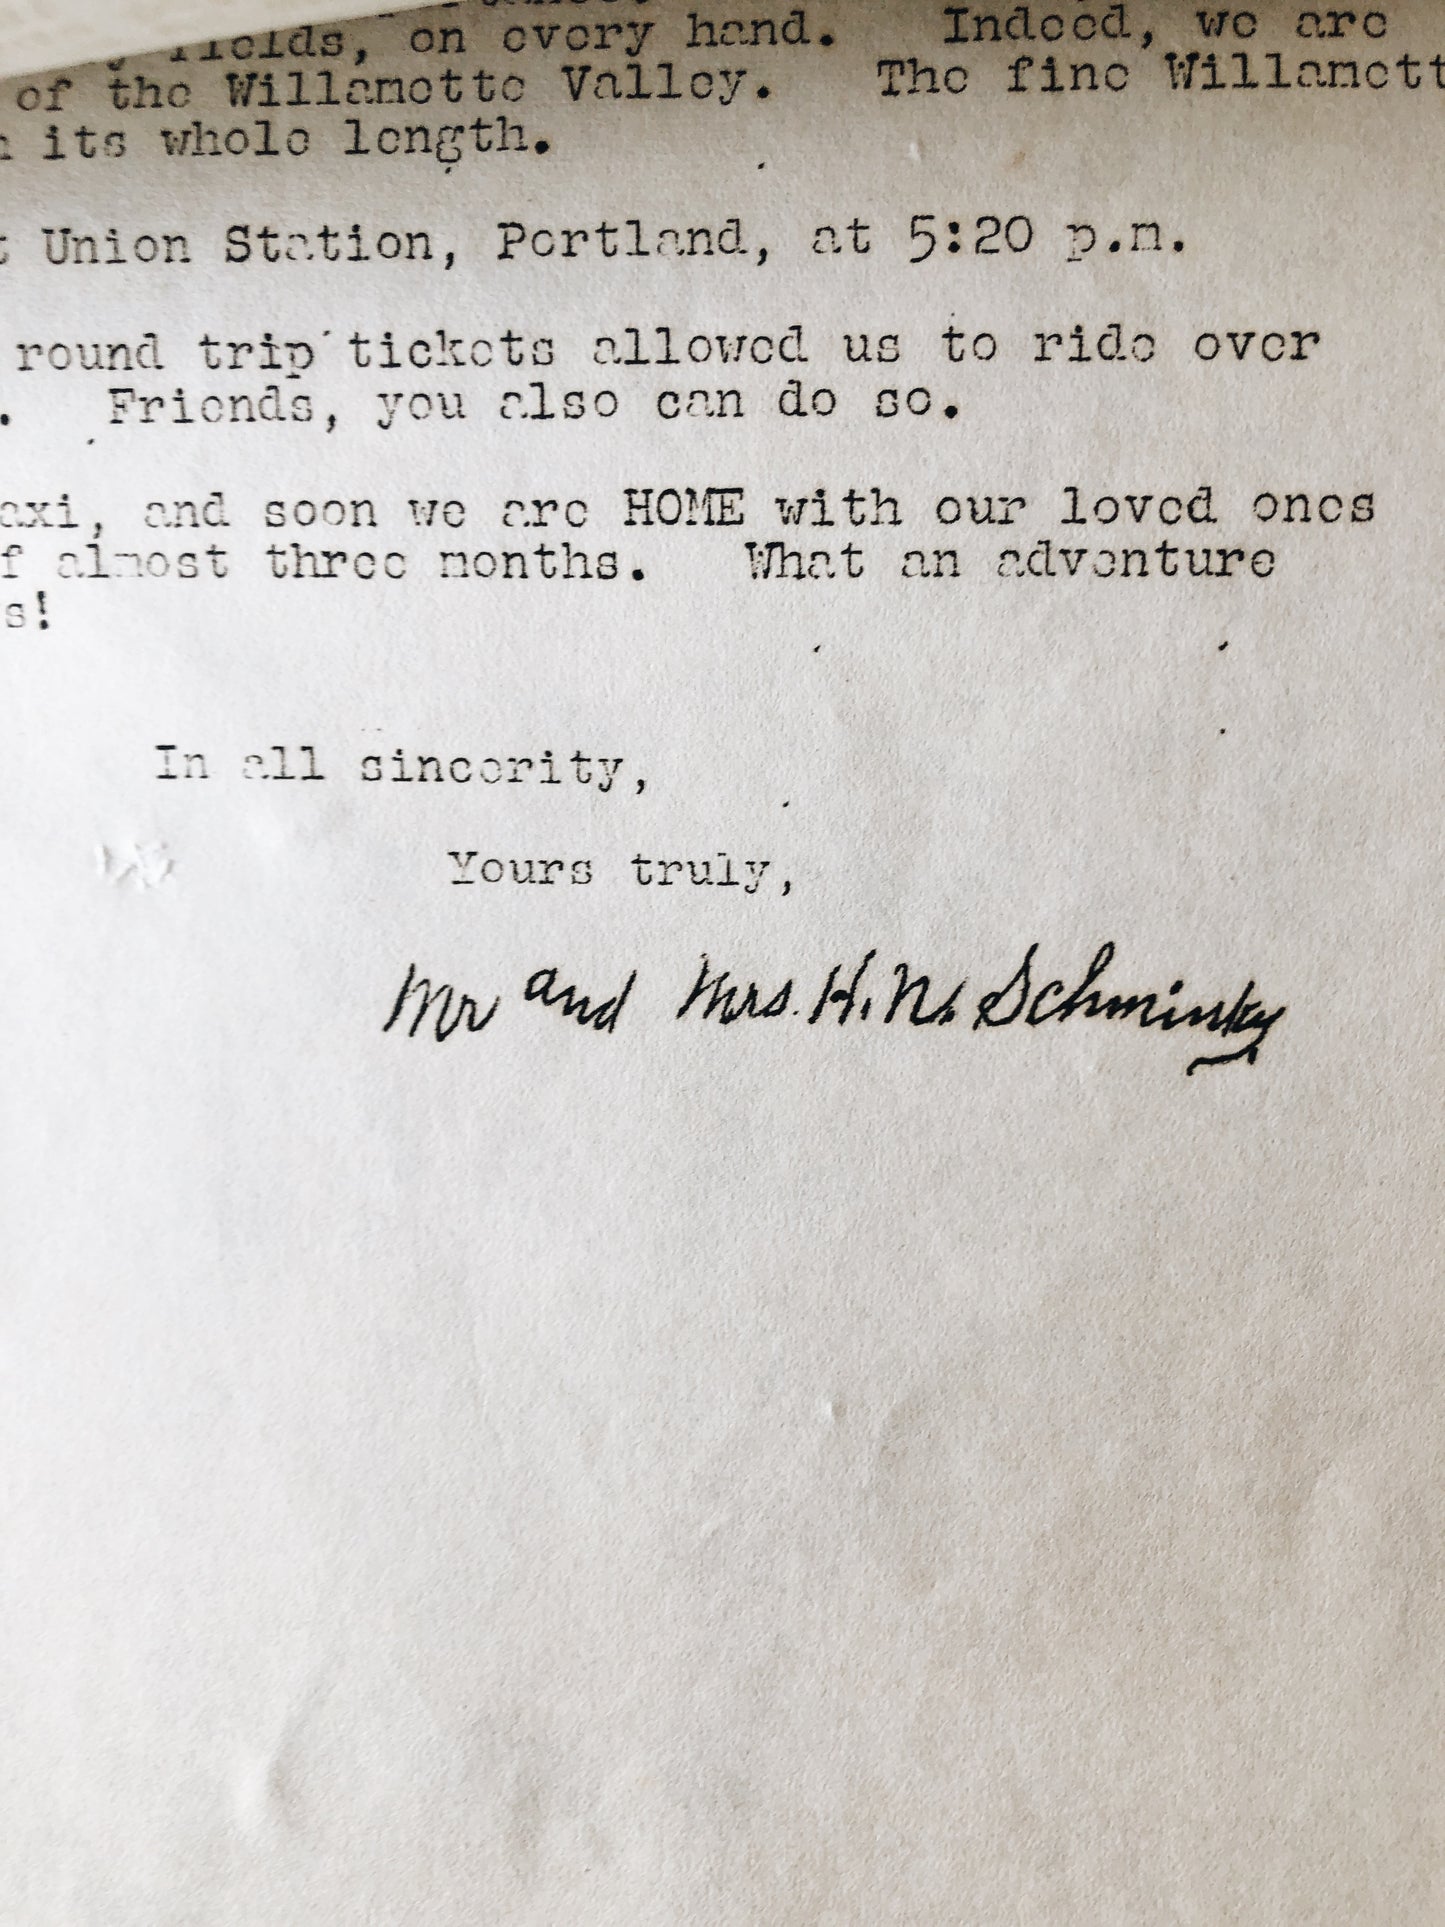 fields, on every hand. Indeed, we are
of the Willamette Valley. The fine Willamett
its whole length.
Union Station, Portland, at 5:20 p.m.
round trip tickets allowed us to ride over
. Friends, you also can do so.
axi, and soon we are HOME with our loved ones
f almost three months. What an adventure
s!
In all sincerity,
Yours truly,
Mr and Mrs. H. N. Schminky